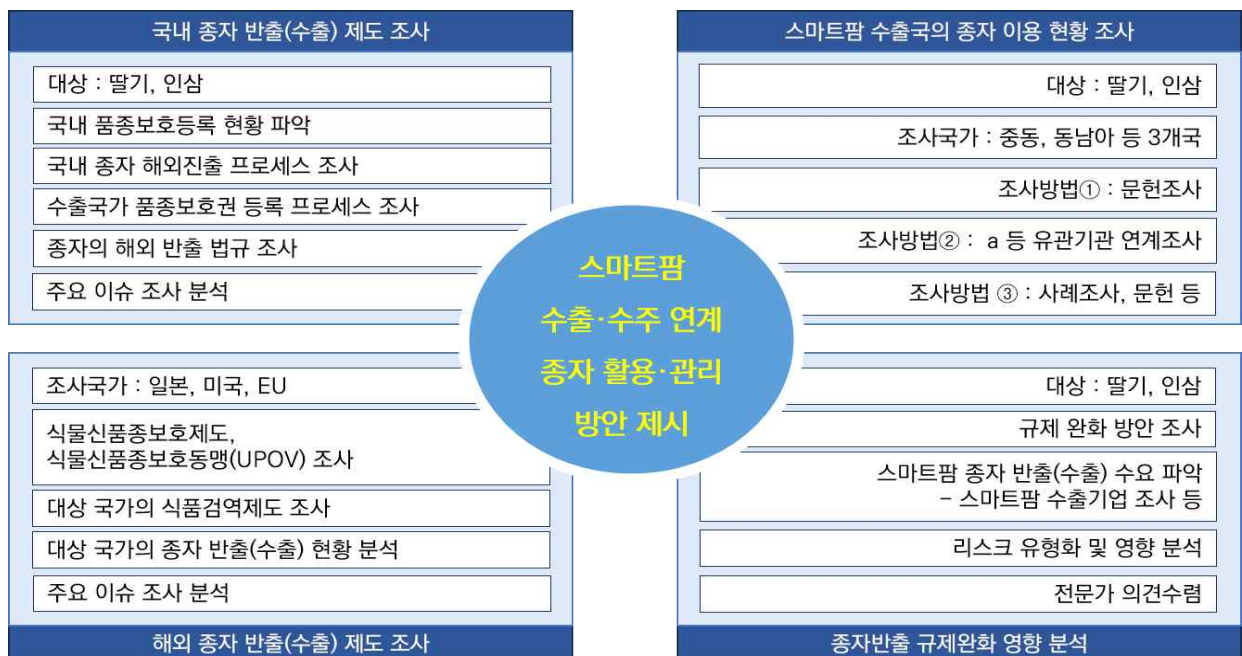 국내 종자 반출(수출) 제도 조사
대상 : 딸기, 인삼
국내 품종보호등록 현황 파악
국내 종자 해외진출 프로세스 조사
수출국가 품종보호권 등록 프로세스 조사
종자의 해외 반출 법규 조사
주요 이슈 조사 분석
스마트팜 수출국의 종자 이용 현황 조사
대상 : 딸기, 인삼
조사국가 : 중동, 동남아 등 3개국
조사방법① : 문헌조사
조사방법② : a 등 유관기관 연계조사
조사방법 ③ : 사례조사, 문헌 등
스마트팜
수출·수주 연계
종자 활용·관리
방안 제시
조사국가 : 일본, 미국, EU
식물신품종보호제도,
식물신품종보호동맹(UPOV) 조사
대상 국가의 식품검역제도 조사
대상 국가의 종자 반출(수출) 현황 분석
주요 이슈 조사 분석
해외 종자 반출(수출) 제도 조사
대상 : 딸기, 인삼
규제 완화 방안 조사
스마트팜 종자 반출(수출) 수요 파악
- 스마트팜 수출기업 조사 등
리스크 유형화 및 영향 분석
전문가 의견수렴
종자반출 규제완화 영향 분석